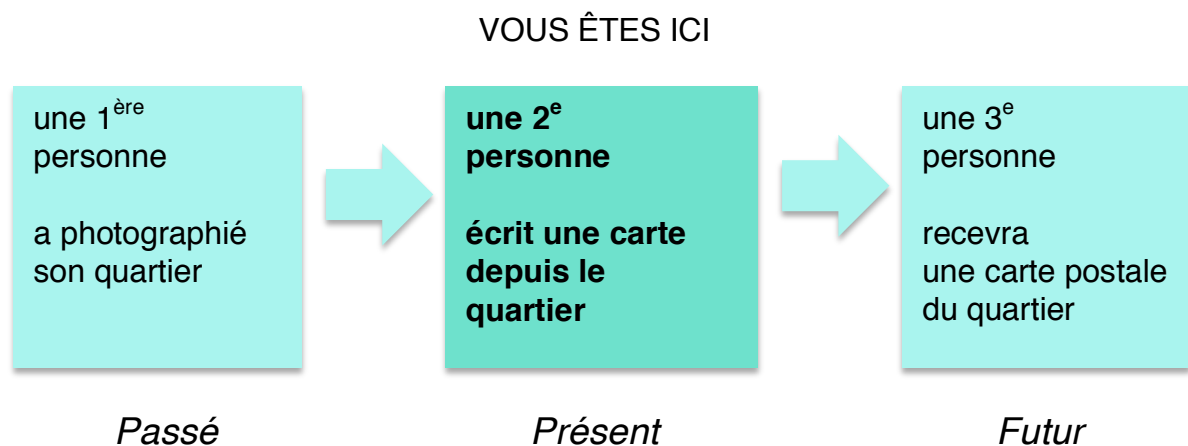 VOUS ÊTES ICI
une 1ère
personne
a photographié
son quartier
une 2e
personne
écrit une carte
depuis le
quartier
une 3e
personne
recevra
une carte postale
du quartier
Passé
Présent
Futur